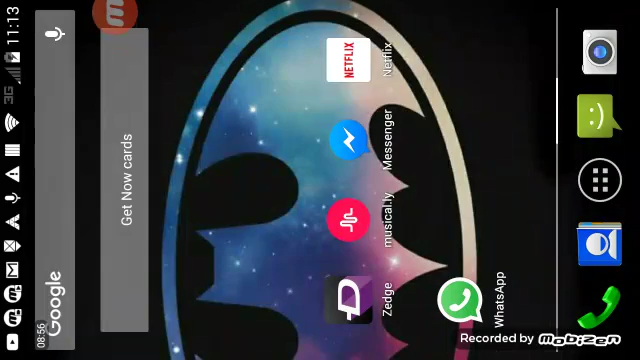 11:13
3G
Google
Get Now cards
NETFLIX
Netflix
Messenger
musical.ly
Zedge
WhatsApp
08:56
Recorded by Mobizen